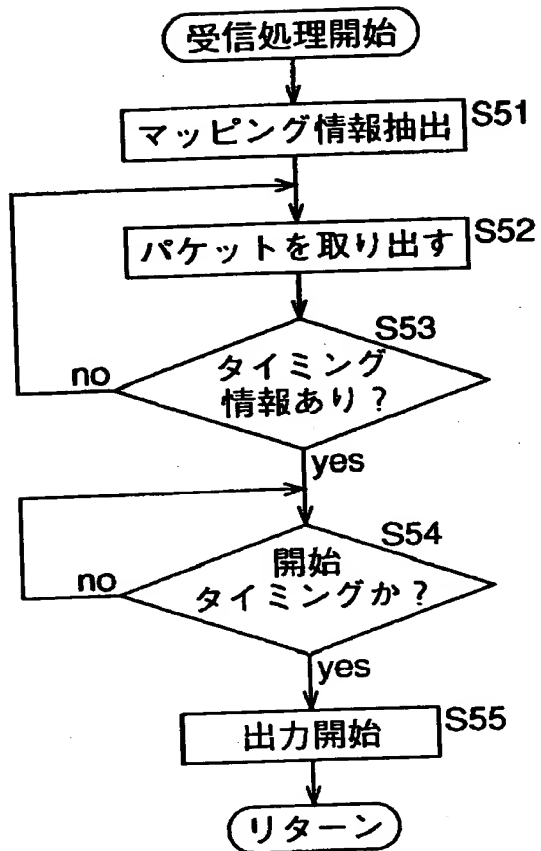 受信処理開始
マッピング情報抽出
S51
パケットを取り出す
S52
S53
タイミング
情報あり?
no
yes
S54
開始
タイミングか?
no
yes
出力開始
S55
リターン